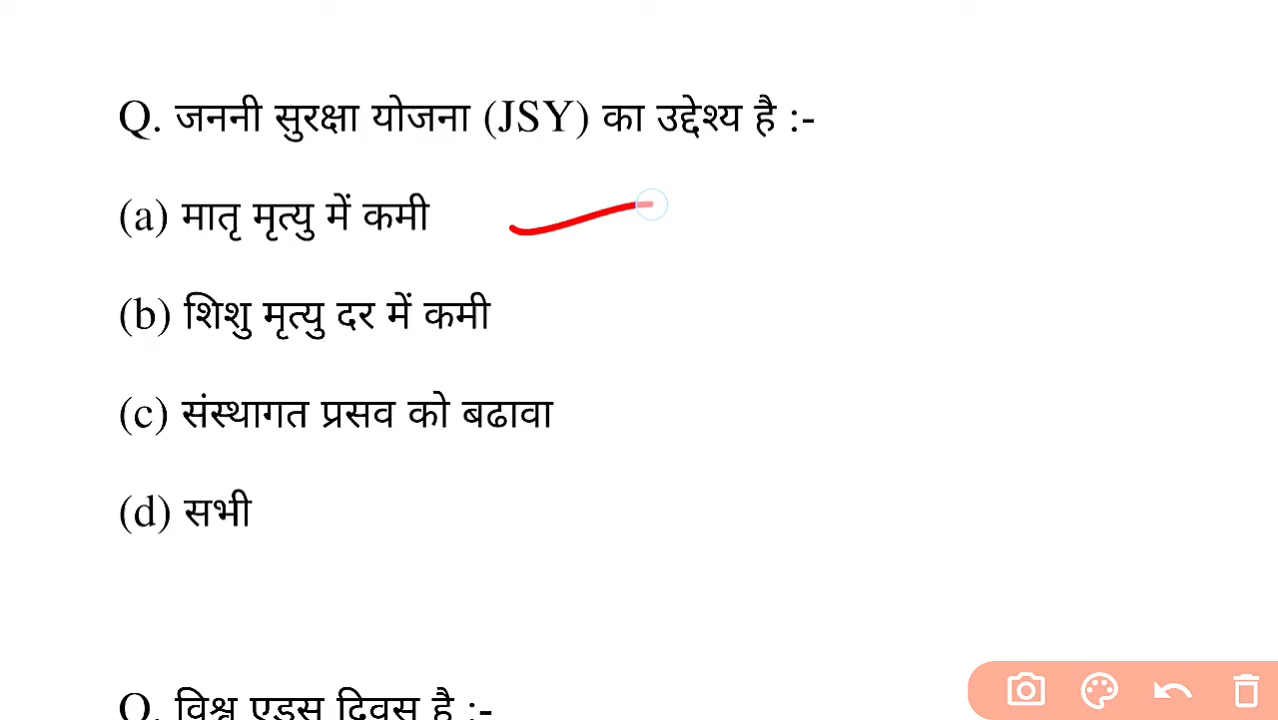 Q. जननी सुरक्षा योजना (JSY) का उद्देश्य है :-
(a) मातृ मृत्यु में कमी
(b) शिशु मृत्यु दर में कमी
(c) संस्थागत प्रसव को बढावा
(d) सभी
Q. विश्व एड्स दिवस है :-